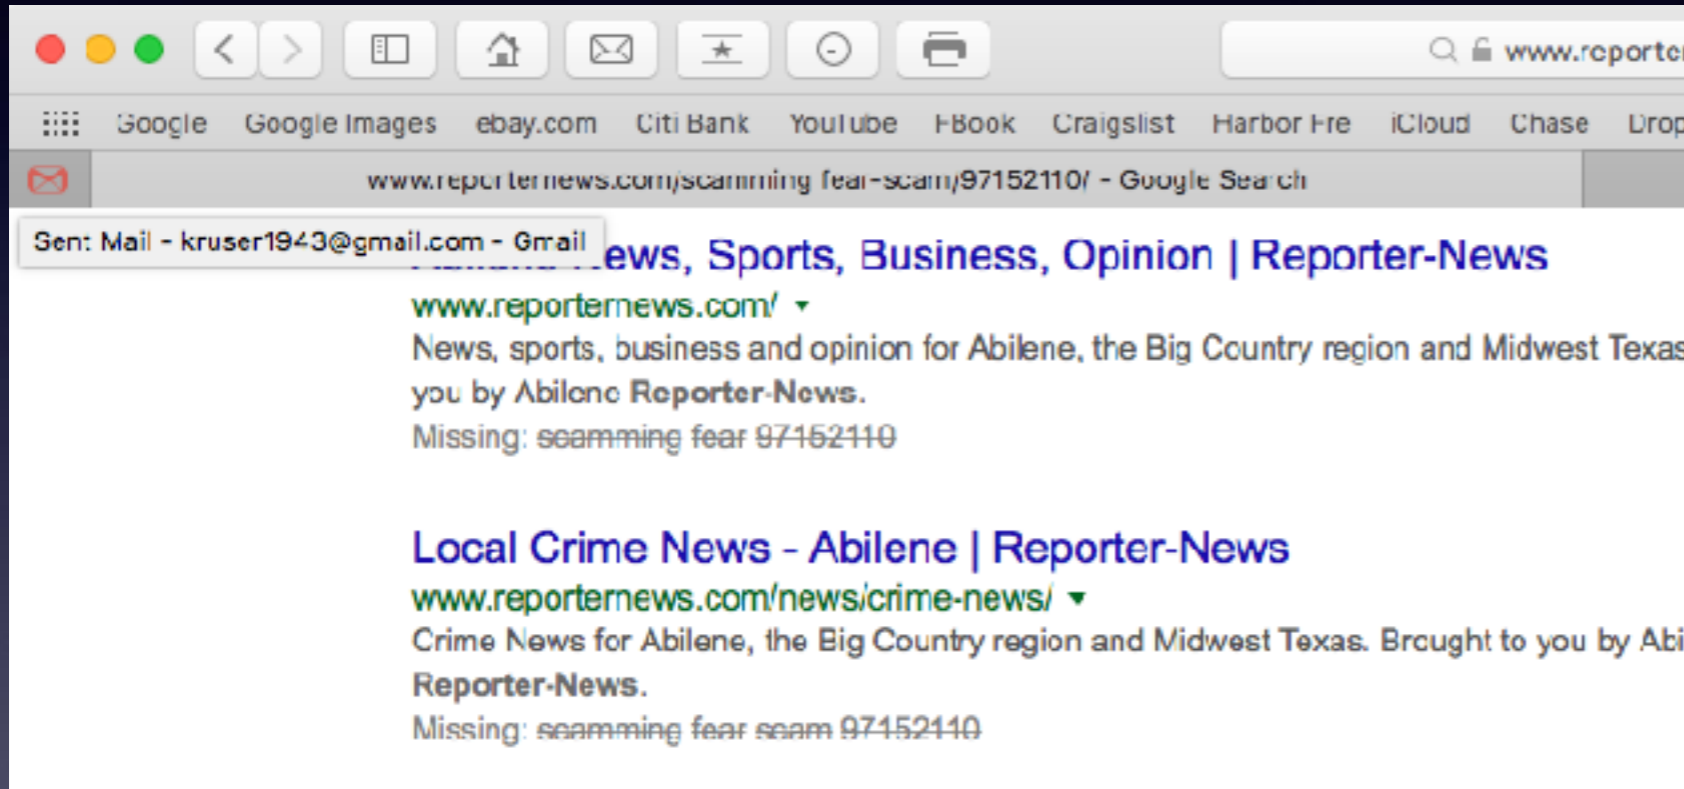 www.reporter
Google Google Images ebay.com Citi Bank YouTube FBook Craigslist Harbor Fre iCloud Chase Drop
www.reporternews.com/scamming fear-scam/97152110/ - Google Search
Sent Mail - kruser1943@gmail.com - Gmail
ews, Sports, Business, Opinion | Reporter-News
www.reporternews.com/
News, sports, business and opinion for Abilene, the Big Country region and Midwest Texas
you by Abilene Reporter-News.
Missing: scamming fear 97152110
Local Crime News - Abilene | Reporter-News
www.reporternews.com/news/crime-news/
Crime News for Abilene, the Big Country region and Midwest Texas. Brought to you by Abi
Reporter-News.
Missing: scamming fear scam 97152110